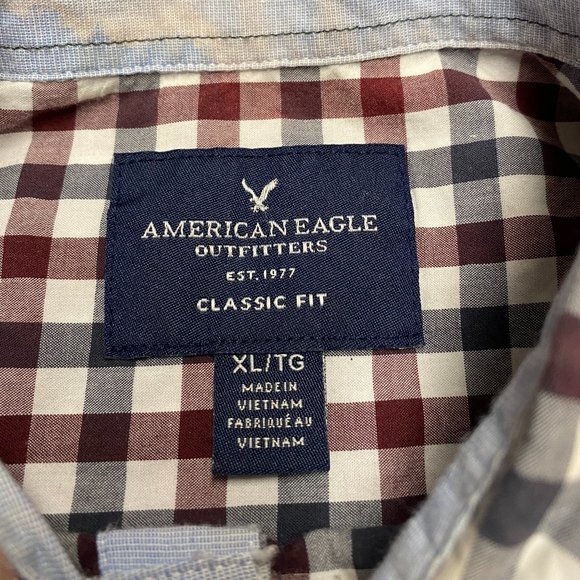 AMERICAN EAGLE
OUTFITTERS
EST. 1977
CLASSIC FIT
XL/TG
MADE IN
VIETNAM
FABRIQUÉ AU
VIETNAM